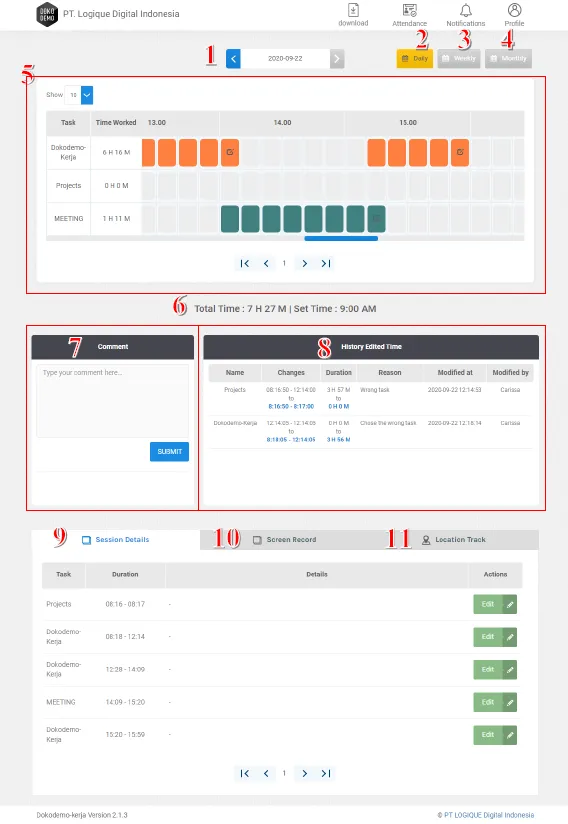 DOKO
DEMO
PT. Logique Digital Indonesia
download
Attendance
Notifications
Profile
1
2020-09-22
2
3
4
Daily
Weekly
Monthly
5
Show
10
Task
Time Worked
13.00
14.00
15.00
Dokodemo-
Kerja
6 H 16 M
Projects
0 H 0 M
MEETING
1 H 11 M
1
6
Total Time : 7 H 27 M | Set Time : 9:00 AM
7
Comment
Type your comment here...
SUBMIT
8
History Edited Time
Name
Changes
Duration
Reason
Modified at
Modified by
Projects
08:16:50 - 12:14:00
to
8:16:50 - 8:17:00
3 H 57 M
to
0 H 0 M
Wrong task
2020-09-22 12:14:53
Carissa
Dokodemo-Kerja
12:14:05 - 12:14:05
to
8:18:05 - 12:14:05
0 H 0 M
to
3 H 56 M
Chose the wrong task
2020-09-22 12:16:14
Carissa
9
Session Details
10
Screen Record
11
Location Track
Task
Duration
Details
Actions
Projects
08:16 - 08:17
-
Edit
Dokodemo-
Kerja
08:18 - 12:14
-
Edit
Dokodemo-
Kerja
12:28 - 14:09
-
Edit
MEETING
14:09 - 15:20
-
Edit
Dokodemo-
Kerja
15:20 - 15:59
-
Edit
1
Dokodemo-kerja Version 2.1.3
© PT LOGIQUE Digital Indonesia